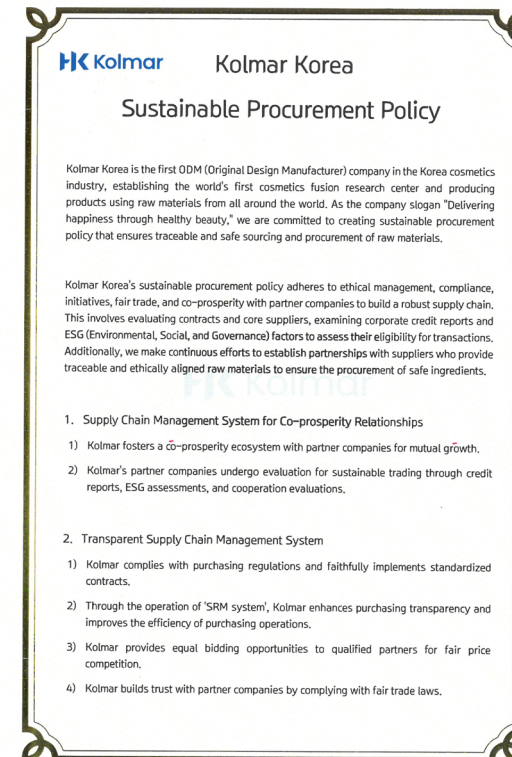 HK Kolmar
Kolmar Korea
Sustainable Procurement Policy
Kolmar Korea is the first ODM (Original Design Manufacturer) company in the Korea cosmetics
industry, establishing the world's first cosmetics fusion research center and producing
products using raw materials from all around the world. As the company slogan "Delivering
happiness through healthy beauty," we are committed to creating sustainable procurement
policy that ensures traceable and safe sourcing and procurement of raw materials.
Kolmar Korea's sustainable procurement policy adheres to ethical management, compliance,
initiatives, fair trade, and co-prosperity with partner companies to build a robust supply chain.
This involves evaluating contracts and core suppliers, examining corporate credit reports and
ESG (Environmental, Social, and Governance) factors to assess their eligibility for transactions.
Additionally, we make continuous efforts to establish partnerships with suppliers who provide
traceable and ethically aligned raw materials to ensure the procurement of safe ingredients.
HK Kolmar
1. Supply Chain Management System for Co-prosperity Relationships
1) Kolmar fosters a co-prosperity ecosystem with partner companies for mutual growth.
2) Kolmar's partner companies undergo evaluation for sustainable trading through credit
reports, ESG assessments, and cooperation evaluations.
2. Transparent Supply Chain Management System
1) Kolmar complies with purchasing regulations and faithfully implements standardized
contracts.
2) Through the operation of 'SRM system', Kolmar enhances purchasing transparency and
improves the efficiency of purchasing operations.
3) Kolmar provides equal bidding opportunities to qualified partners for fair price
competition.
4) Kolmar builds trust with partner companies by complying with fair trade laws.